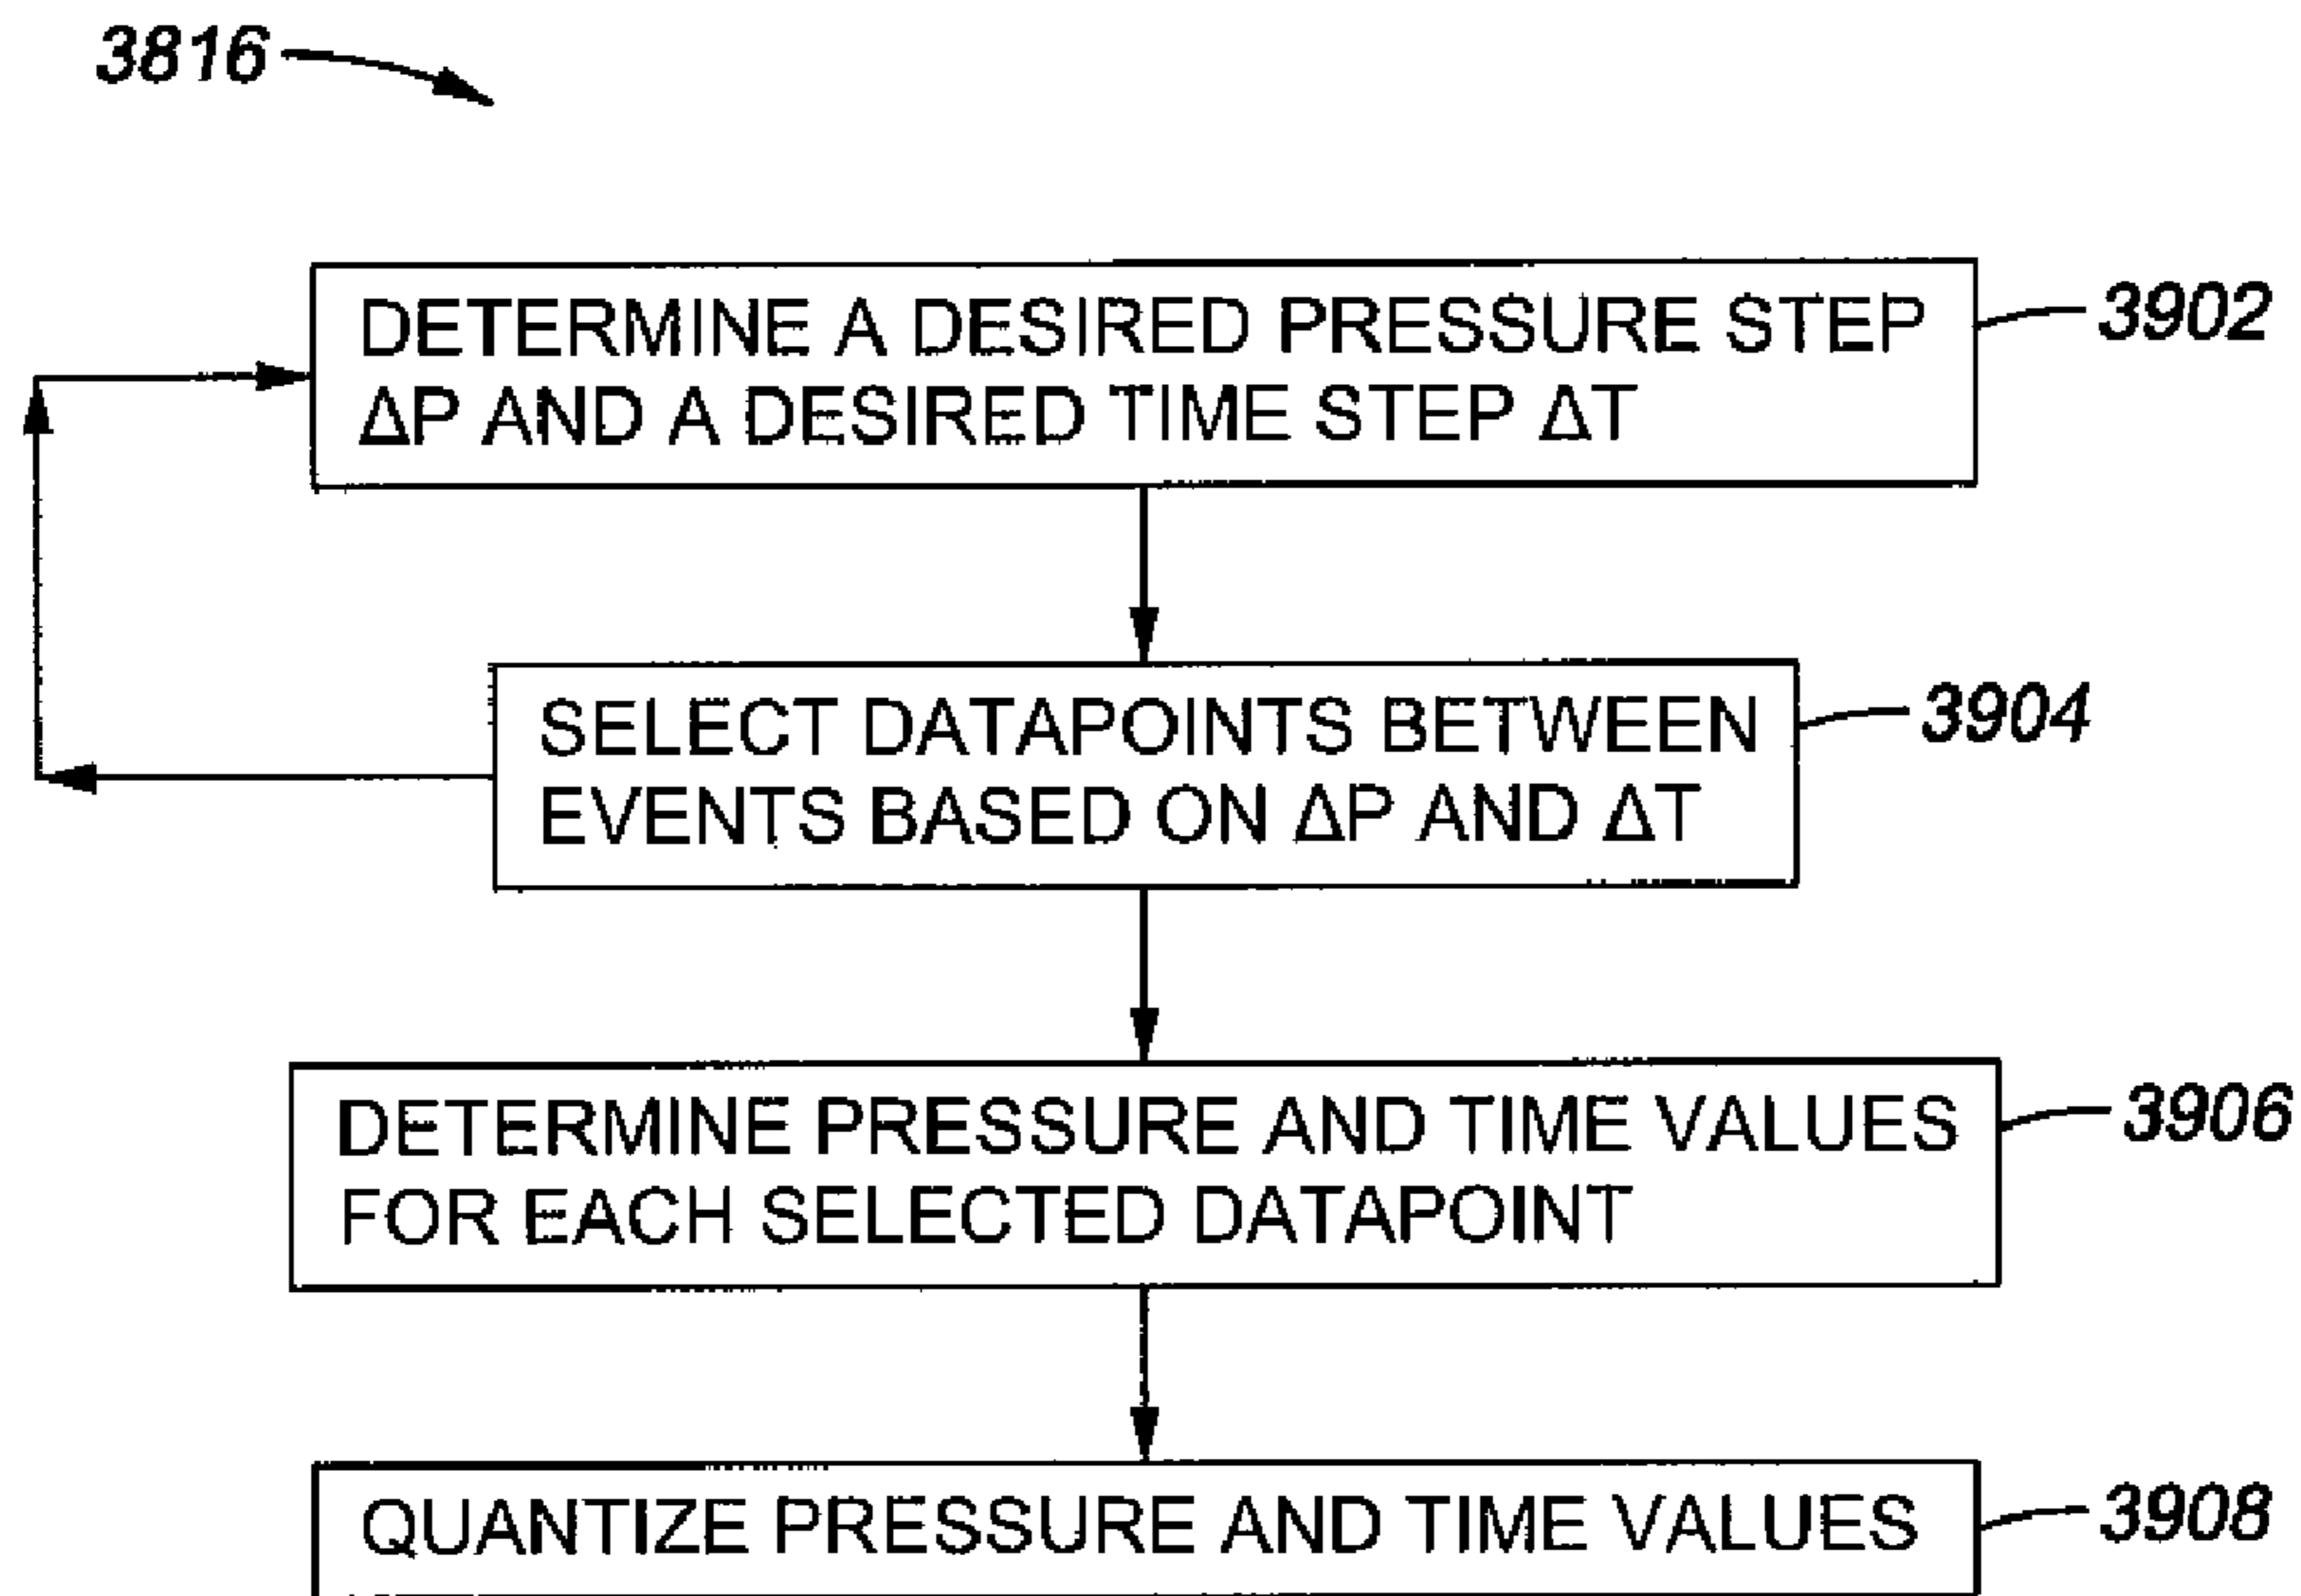 3816
DETERMINE A DESIRED PRESSURE STEP
ΔP AND A DESIRED TIME STEP ΔT
3902
SELECT DATAPOINTS BETWEEN
EVENTS BASED ON ΔP AND ΔT
3904
DETERMINE PRESSURE AND TIME VALUES
FOR EACH SELECTED DATAPOINT
3906
QUANTIZE PRESSURE AND TIME VALUES
3908